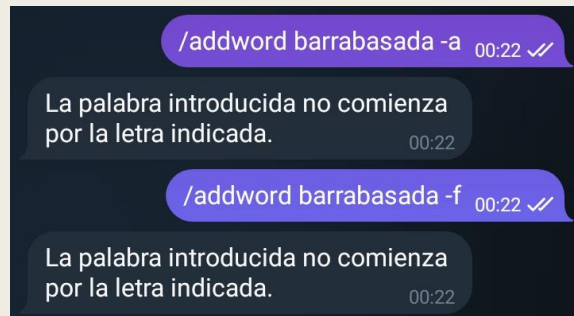 /addword barrabasada -a 00:22
La palabra introducida no comienza
por la letra indicada. 00:22
/addword barrabasada -f 00:22
La palabra introducida no comienza
por la letra indicada. 00:22